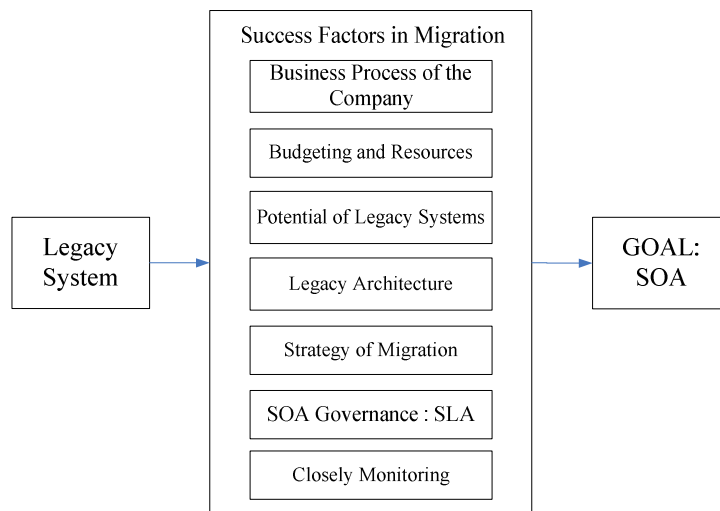 Success Factors in Migration
Business Process of the
Company
Budgeting and Resources
Potential of Legacy Systems
Legacy Architecture
Strategy of Migration
SOA Governance : SLA
Closely Monitoring
Legacy
System
GOAL:
SOA